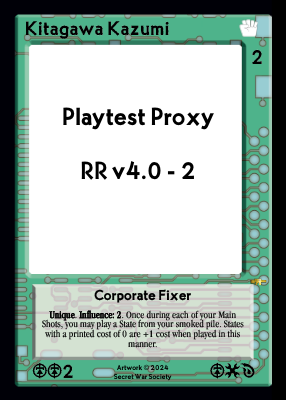 Kitagawa Kazumi
2
Playtest Proxy
RR v4.0 - 2
Corporate Fixer
Unique. Influence: 2. Once during each of your Main
Shots, you may play a State from your smoked pile. States
with a printed cost of 0 are +1 cost when played in this
manner.
2
Artwork © 2024
Secret War Society